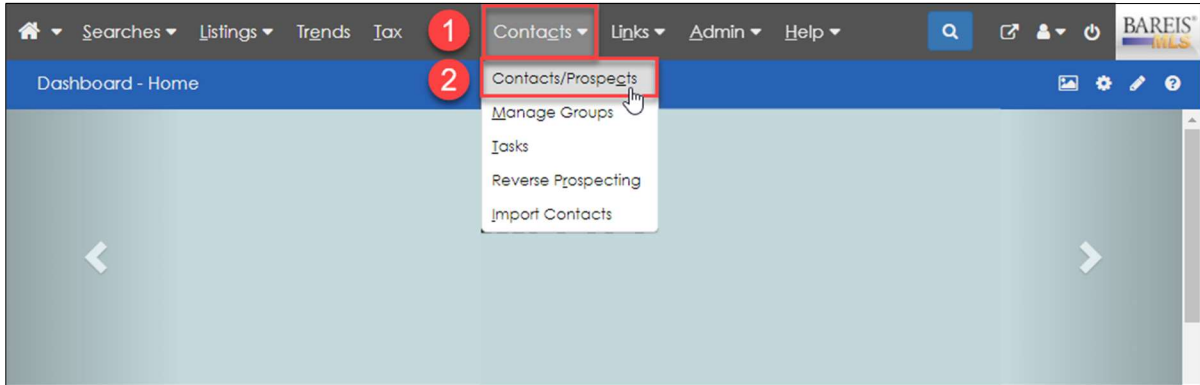 Searches Listings Trends Tax 1 Contacts Links Admin Help BAREIS®
MLS
Dashboard - Home 2 Contacts/Prospects
Manage Groups
Tasks
Reverse Prospecting
Import Contacts